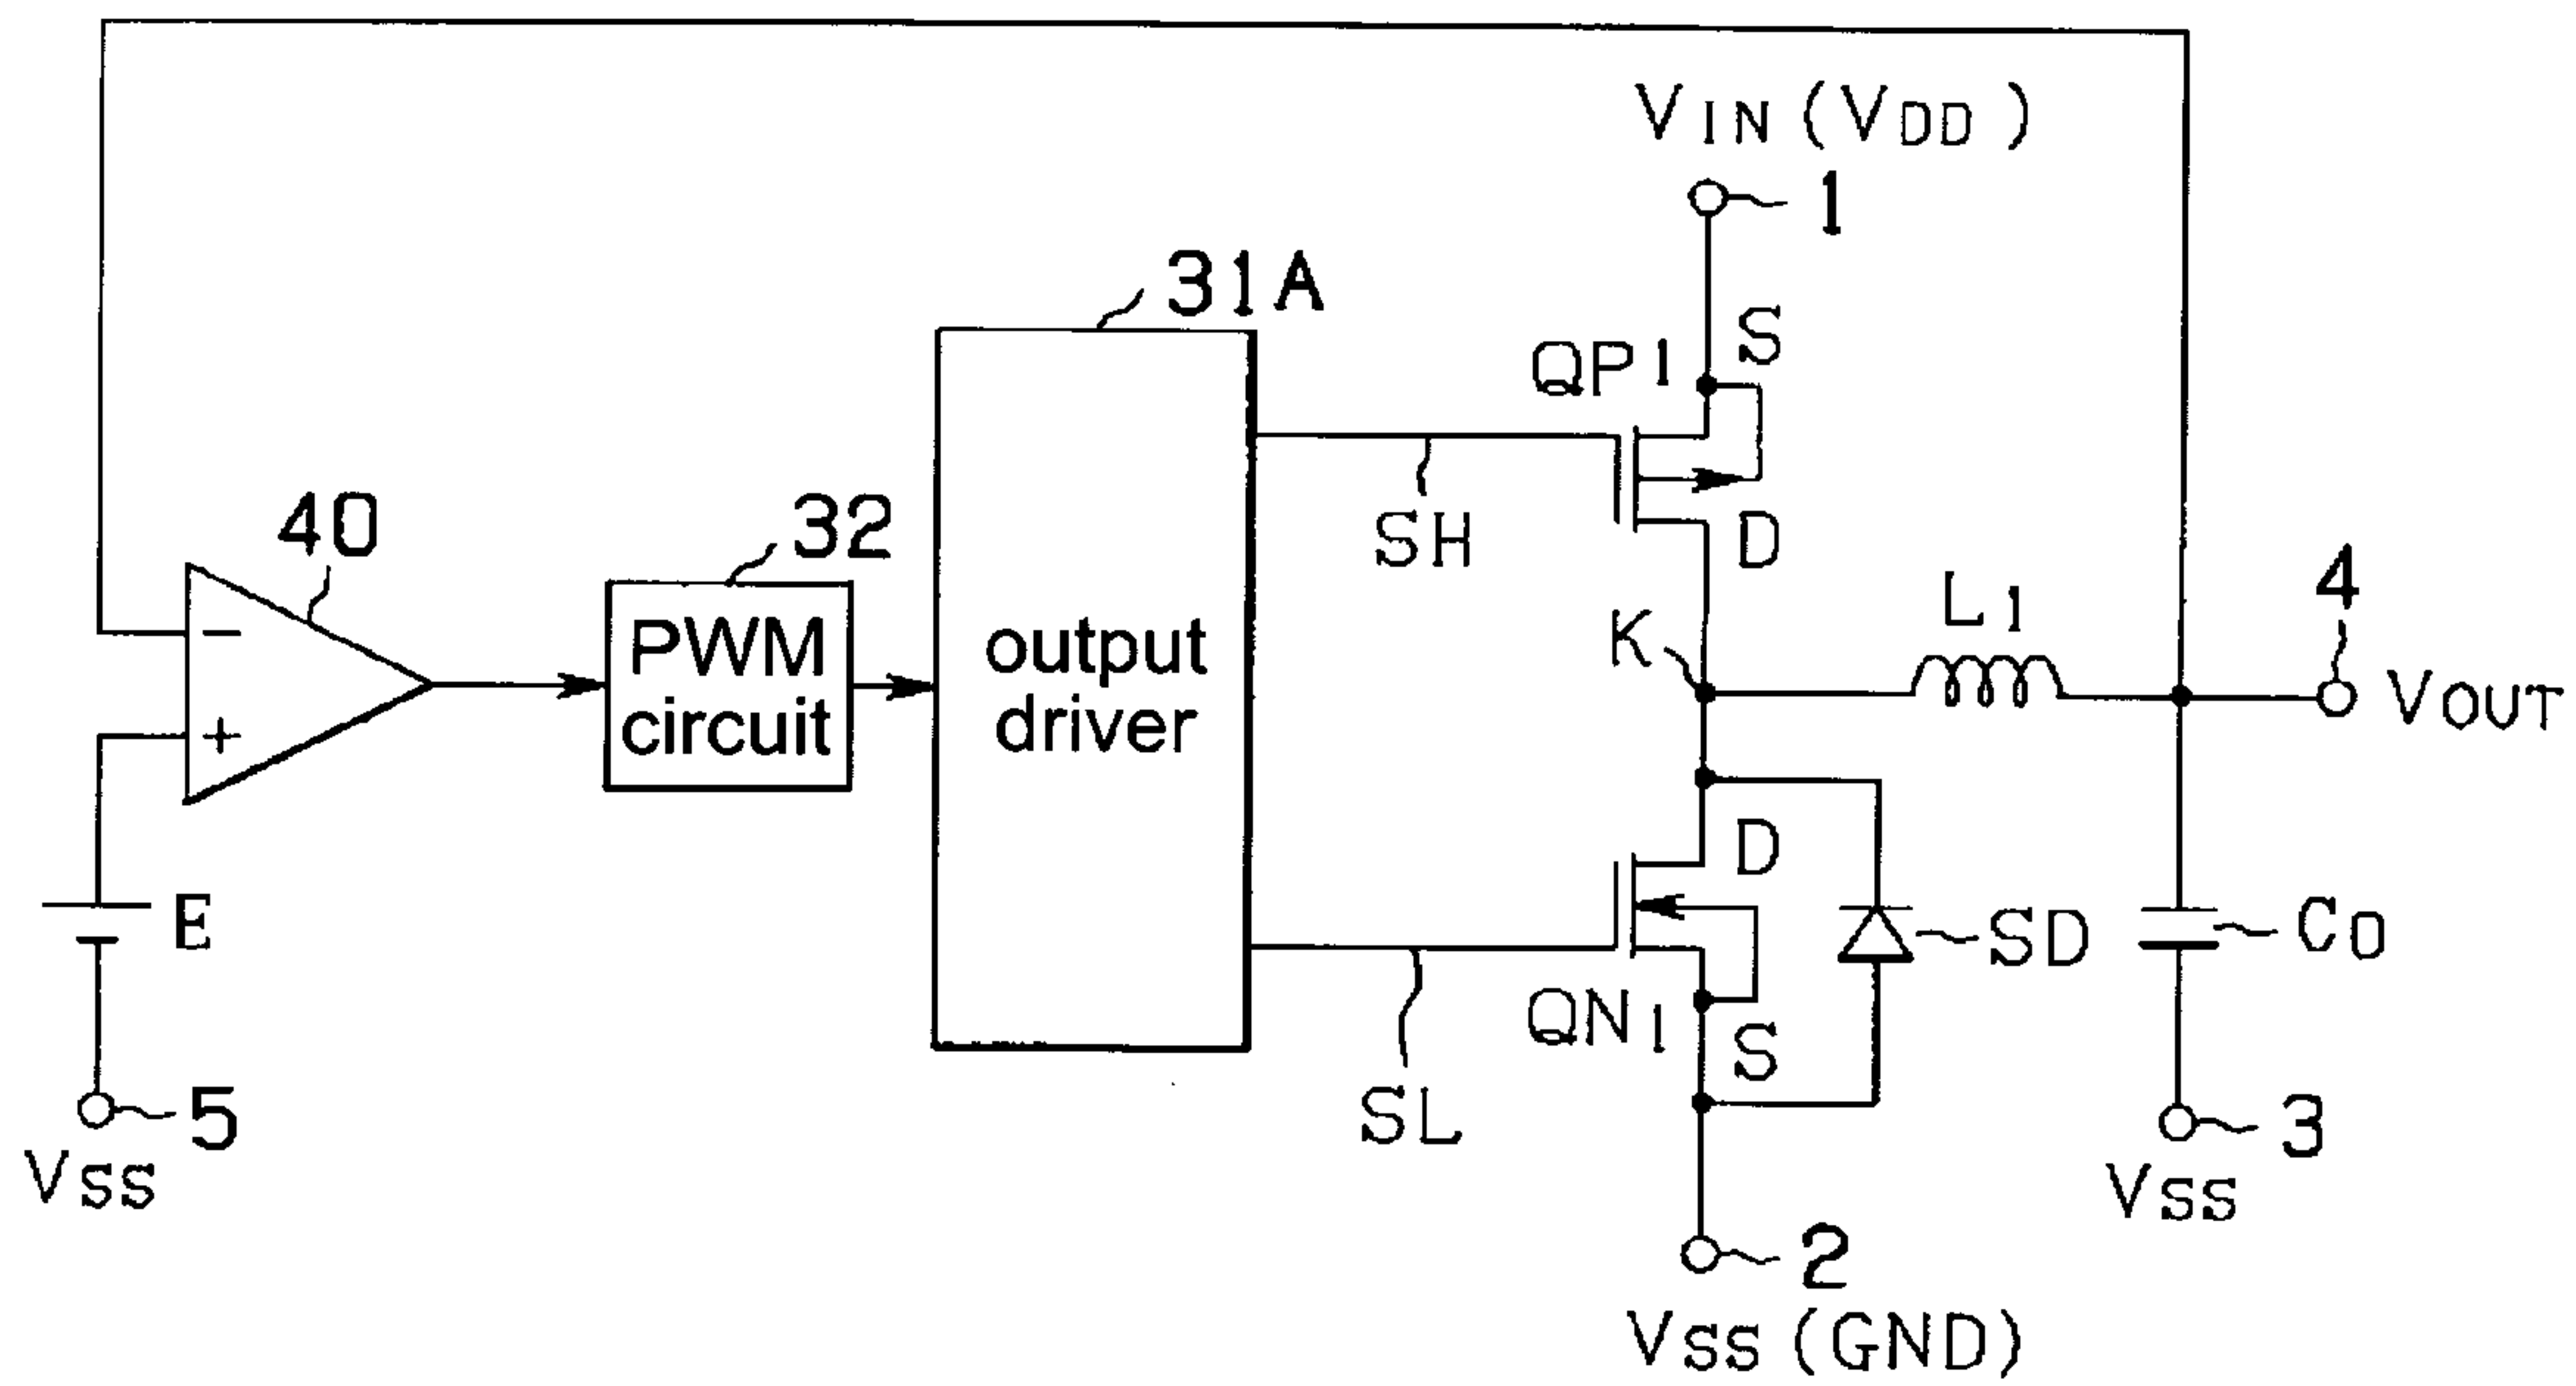 VIN (VDD)
1
31A
S
QP1
40
32
SH
D
4
L1
K
−
PWM
circuit
output
driver
VOUT
+
D
E
SD
CO
QN1
S
5
SL
3
VSS
VSS
2
VSS (GND)